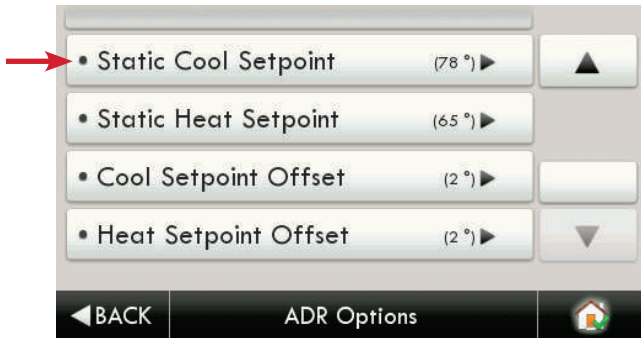 • Static Cool Setpoint (78 °)▶
• Static Heat Setpoint (65 °)▶
• Cool Setpoint Offset (2 °)▶
• Heat Setpoint Offset (2 °)▶
◀BACK ADR Options